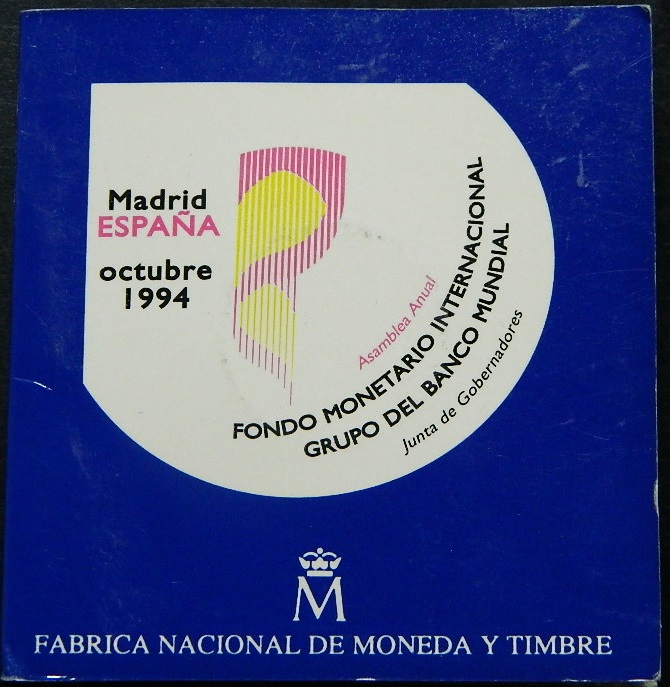 Madrid
ESPAÑA
octubre
1994
Asamblea Anual
FONDO MONETARIO INTERNACIONAL
GRUPO DEL BANCO MUNDIAL
Junta de Gobernadores
M
FABRICA NACIONAL DE MONEDA Y TIMBRE